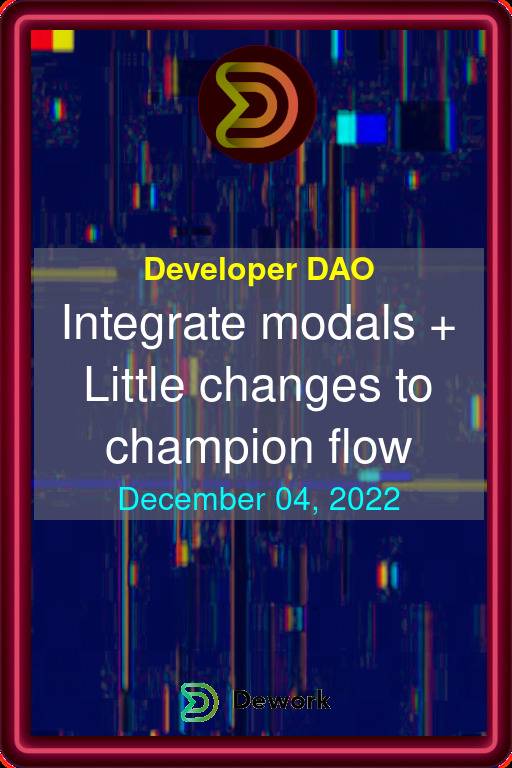 Developer DAO
Integrate modals +
Little changes to
champion flow
December 04, 2022
Dework